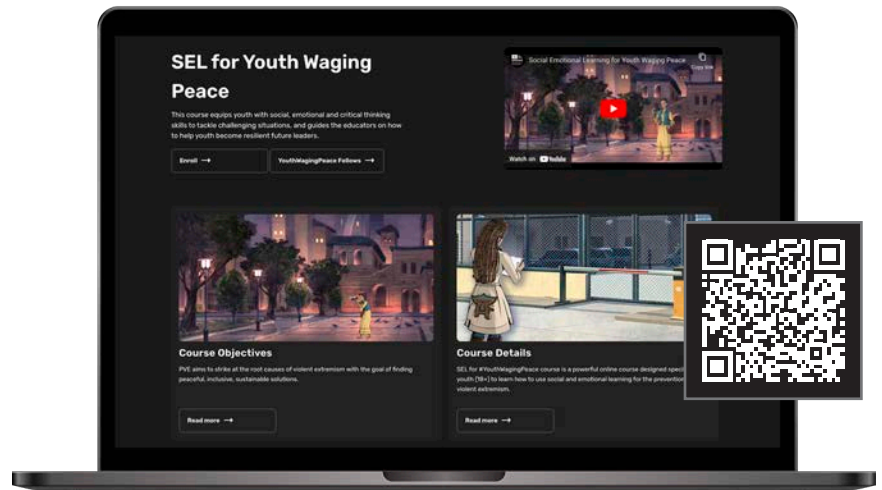 SEL for Youth Waging
Peace
This course equips youth with social, emotional and critical thinking
skills to tackle challenging situations, and guides the educators on how
to help youth become resilient future leaders.
Enroll →
YouthWagingPeace Fellows →
Social Emotional Learning for Youth Waging Peace
Copy link
Watch on YouTube
Course Objectives
PVE aims to strike at the root causes of violent extremism with the goal of finding
peaceful, inclusive, sustainable solutions.
Read more →
Course Details
SEL for #YouthWagingPeace course is a powerful online course designed speci
youth (18+) to learn how to use social and emotional learning for the prevention
violent extremism.
Read more →